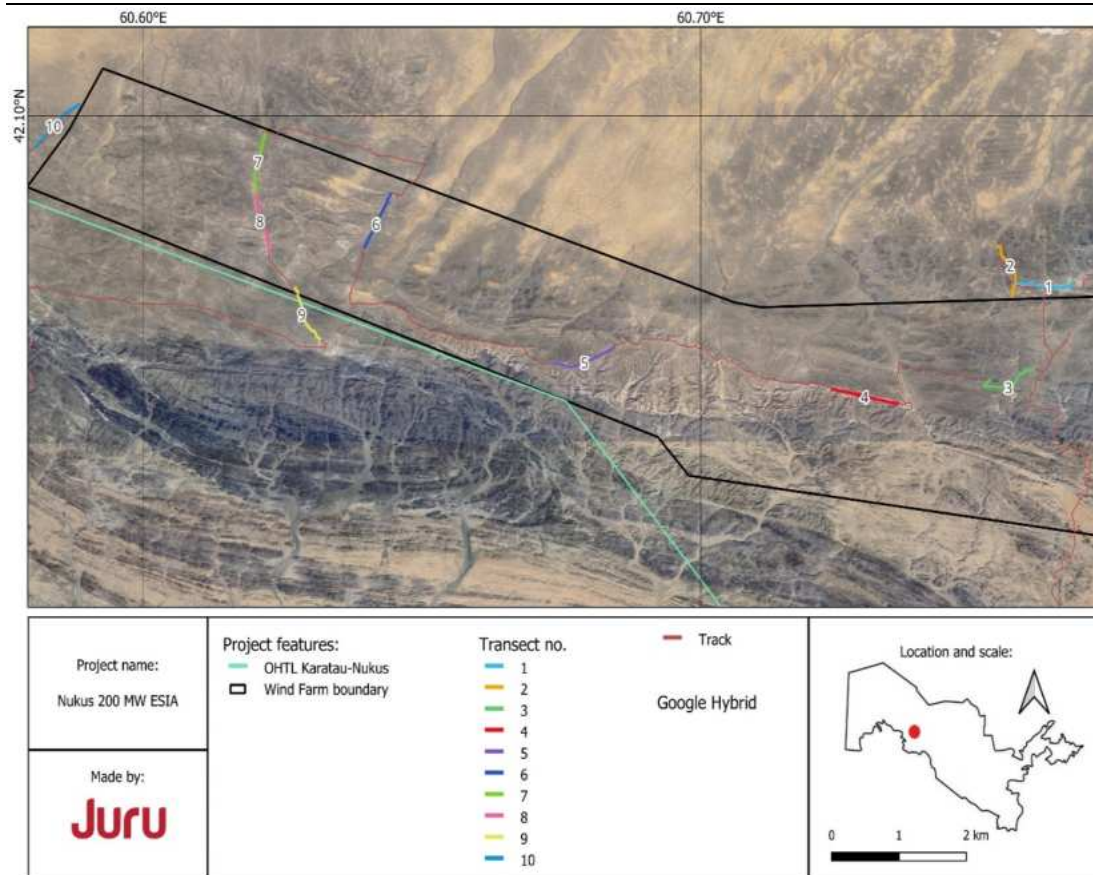 60.60°E
60.70°E
42.10°N
10
7
8
6
9
5
4
2
1
3
Project name:
Nukus 200 MW ESIA
Made by:
Juru
Project features:
OHTL Karatau-Nukus
Wind Farm boundary
Transect no.
1
2
3
4
5
6
7
8
9
10
Track
Google Hybrid
Location and scale:
0 1 2 km